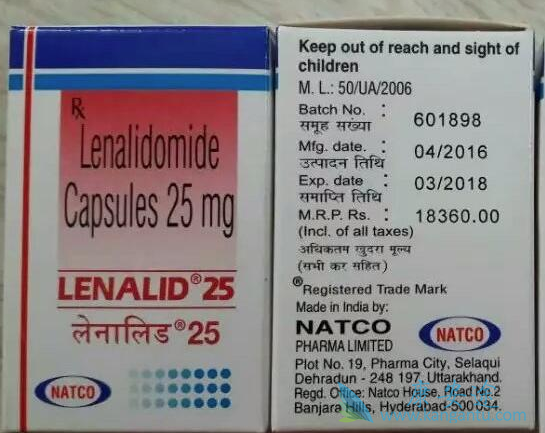 Rx
Lenalidomide
Capsules 25 mg
LENALID® 25
लेनालिड® 25
NATCO
Keep out of reach and sight of
children
M. L.: 50/UA/2006
Batch No. : 601898
समूह सख्या
Mfg. date. : 04/2016
उत्पादन तिथि
Exp. date : 03/2018
समाप्ति तिथि
M.R.P. Rs. : 18360.00
(Incl. of all taxes)
अधिकतम खुदरा मूल्य
(सभी कर सहित)
®Registered Trade Mark
Made in India by:
NATCO
PHARMA LIMITED
NATCO
Plot No. 19, Pharma City, Selaqui
Dehradun - 248 197, Uttarakhand.
Regd. Office: Natco House, Road No.2
Banjara Hills, Hyderabad-500 034.